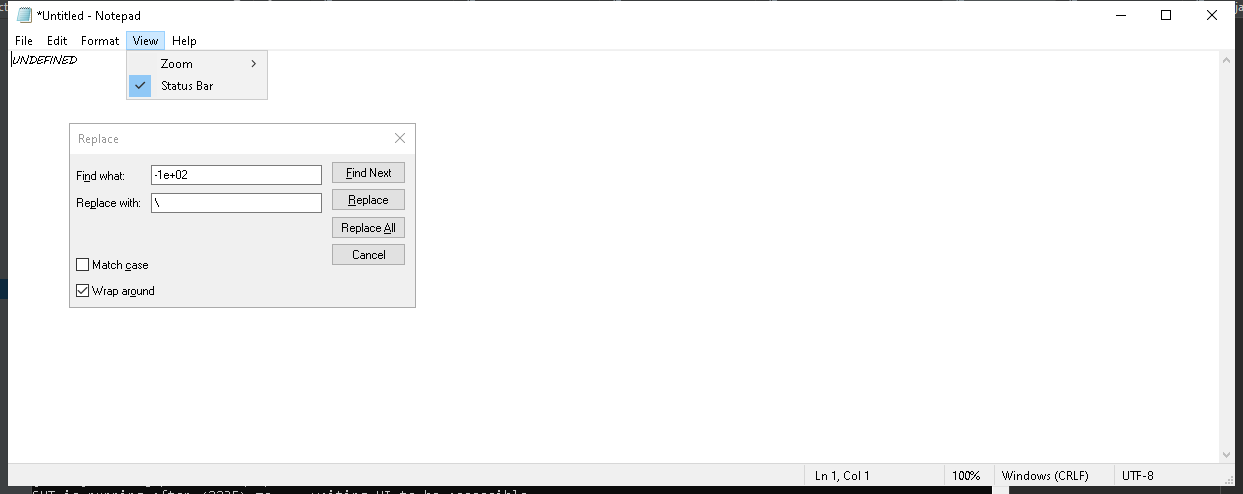 *Untitled - Notepad
File Edit Format View Help
UNDEFINED
Zoom
Status Bar
Replace
Find what: -1e+02 Find Next
Replace with: \ Replace
Replace All
Cancel
Match case
Wrap around
Ln 1, Col 1 100% Windows (CRLF) UTF-8